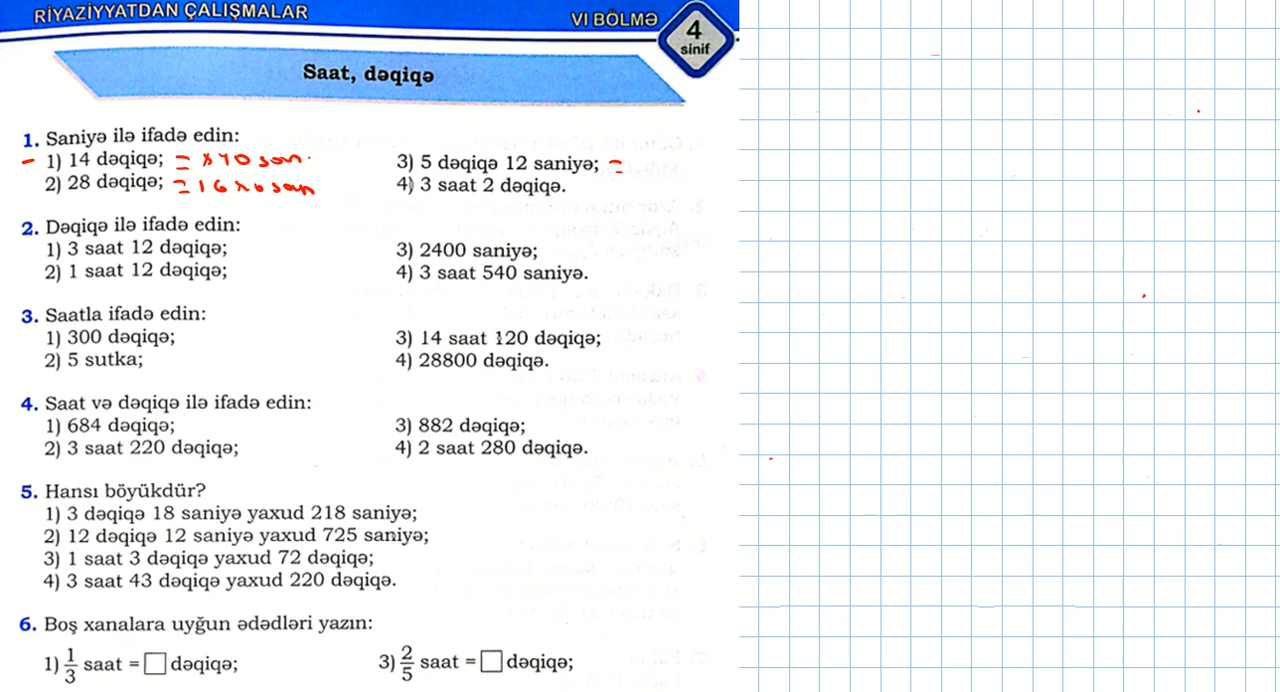 RİYAZİYYATDAN ÇALIŞMALAR
VI BÖLMƏ
4
sinif
Saat, dəqiqə
1. Saniyə ilə ifadə edin:
- 1) 14 dəqiqə; = 840 san.
3) 5 dəqiqə 12 saniyə; =
2) 28 dəqiqə; = 1680 san
4) 3 saat 2 dəqiqə.
2. Dəqiqə ilə ifadə edin:
1) 3 saat 12 dəqiqə;
3) 2400 saniyə;
2) 1 saat 12 dəqiqə;
4) 3 saat 540 saniyə.
3. Saatla ifadə edin:
1) 300 dəqiqə;
3) 14 saat 120 dəqiqə;
2) 5 sutka;
4) 28800 dəqiqə.
4. Saat və dəqiqə ilə ifadə edin:
1) 684 dəqiqə;
3) 882 dəqiqə;
2) 3 saat 220 dəqiqə;
4) 2 saat 280 dəqiqə.
5. Hansı böyükdür?
1) 3 dəqiqə 18 saniyə yaxud 218 saniyə;
2) 12 dəqiqə 12 saniyə yaxud 725 saniyə;
3) 1 saat 3 dəqiqə yaxud 72 dəqiqə;
4) 3 saat 43 dəqiqə yaxud 220 dəqiqə.
6. Boş xanalara uyğun ədədləri yazın:
1) 1/3 saat = □ dəqiqə;
3) 2/5 saat = □ dəqiqə;